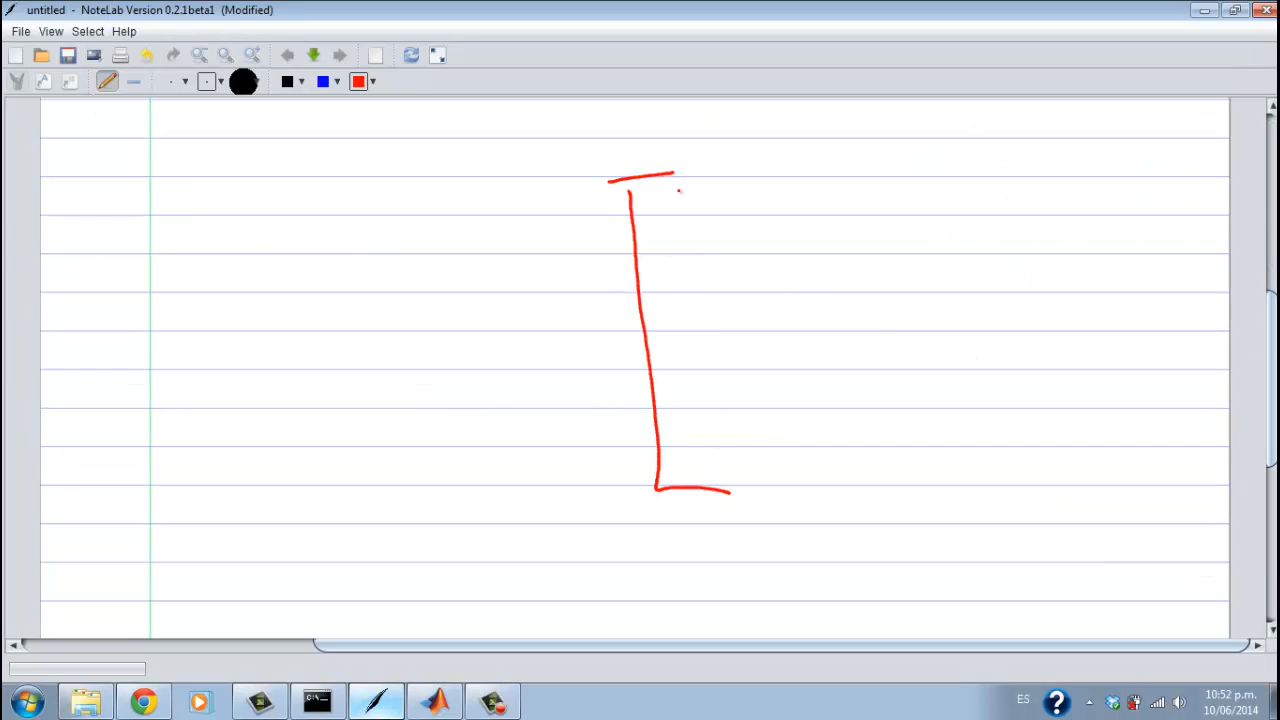 untitled - NoteLab Version 0.2.1beta1 (Modified)
File View Select Help
C:\_
ES
?
10:52 p.m.
10/06/2014